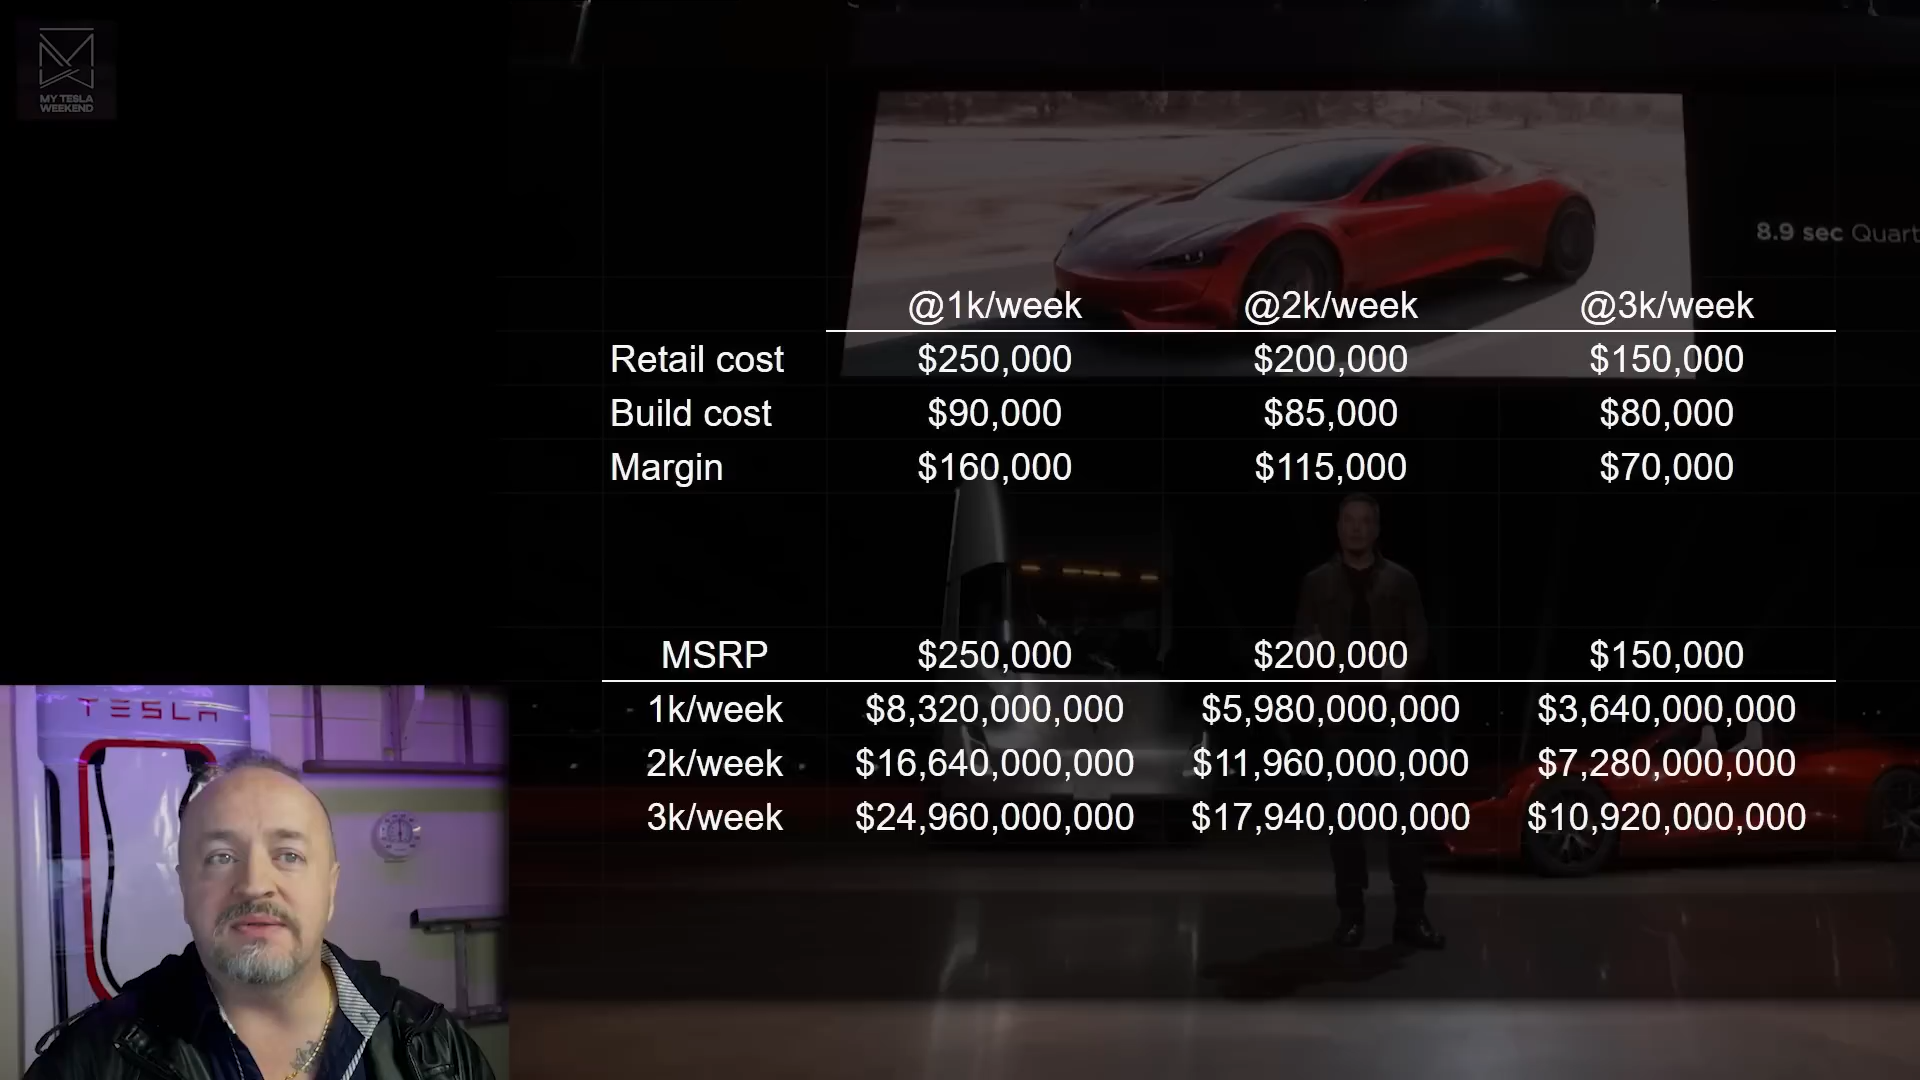 MY TESLA
WEEKEND
8.9 sec Quart
@1k/week @2k/week @3k/week
Retail cost $250,000 $200,000 $150,000
Build cost $90,000 $85,000 $80,000
Margin $160,000 $115,000 $70,000
MSRP $250,000 $200,000 $150,000
1k/week $8,320,000,000 $5,980,000,000 $3,640,000,000
2k/week $16,640,000,000 $11,960,000,000 $7,280,000,000
3k/week $24,960,000,000 $17,940,000,000 $10,920,000,000
TESLA